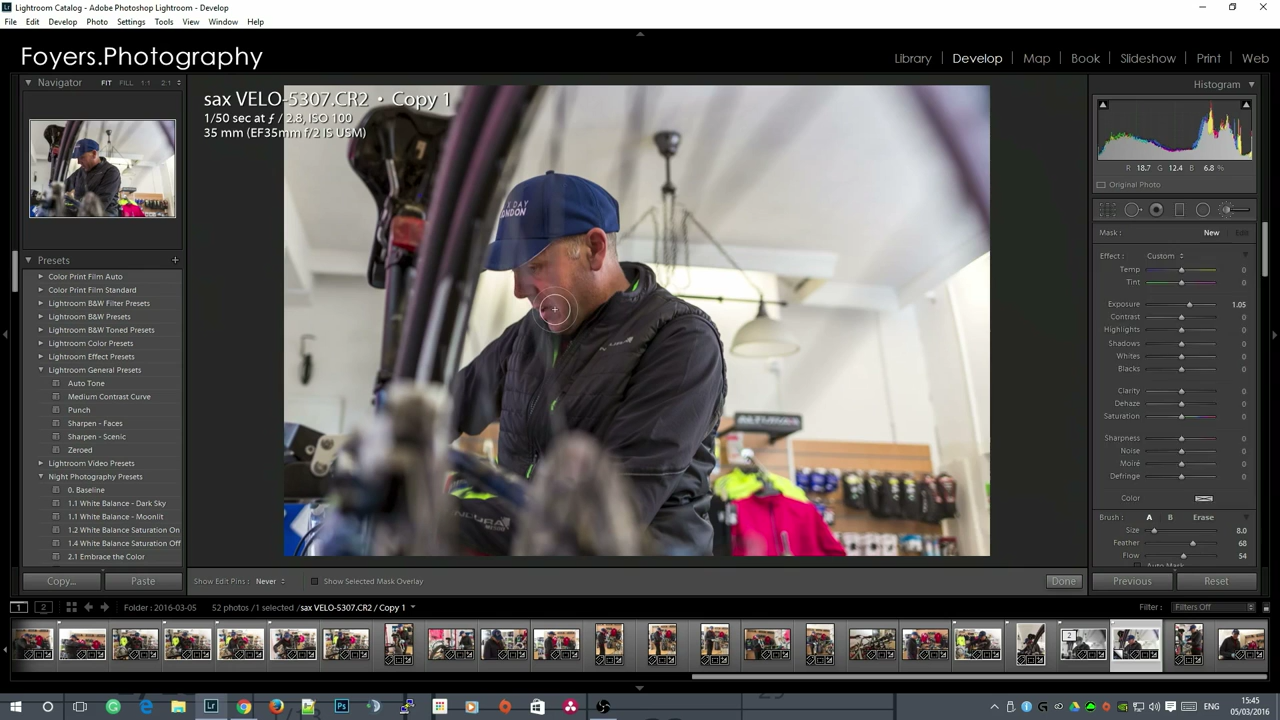 Lightroom Catalog - Adobe Photoshop Lightroom - Develop
File Edit Develop Photo Settings Tools View Window Help
Foyers.Photography
Library | Develop | Map | Book | Slideshow | Print | Web
Navigator FIT FILL 1:1 2:1
Histogram
sax VELO-5307.CR2 • Copy 1
1/50 sec at ƒ / 2.8, ISO 100
35 mm (EF35mm f/2 IS USM)
R 18.7 G 12.4 B 6.8 %
Original Photo
Mask : New Edit
Effect : Custom
Temp 0
Tint 0
Exposure 1.05
Contrast 0
Highlights 0
Shadows 0
Whites 0
Blacks 0
Clarity 0
Dehaze 0
Saturation 0
Sharpness 0
Noise 0
Moiré 0
Defringe 0
Color
Brush : A B Erase
Size 8.0
Feather 68
Flow 54
Auto Mask
Previous Reset
Presets +
Color Print Film Auto
Color Print Film Standard
Lightroom B&W Filter Presets
Lightroom B&W Presets
Lightroom B&W Toned Presets
Lightroom Color Presets
Lightroom Effect Presets
Lightroom General Presets
Auto Tone
Medium Contrast Curve
Punch
Sharpen - Faces
Sharpen - Scenic
Zeroed
Lightroom Video Presets
Night Photography Presets
0. Baseline
1.1 White Balance - Dark Sky
1.1 White Balance - Moonlit
1.2 White Balance Saturation On
1.4 White Balance Saturation Off
2.1 Embrace the Color
Copy... Paste
DAY
LONDON
ALTURA
ENDURA
Show Edit Pins : Never Show Selected Mask Overlay Done
1 2 Folder : 2016-03-05 52 photos / 1 selected / sax VELO-5307.CR2 / Copy 1 Filter : Filters Off
2
ENG
15:45
05/03/2016